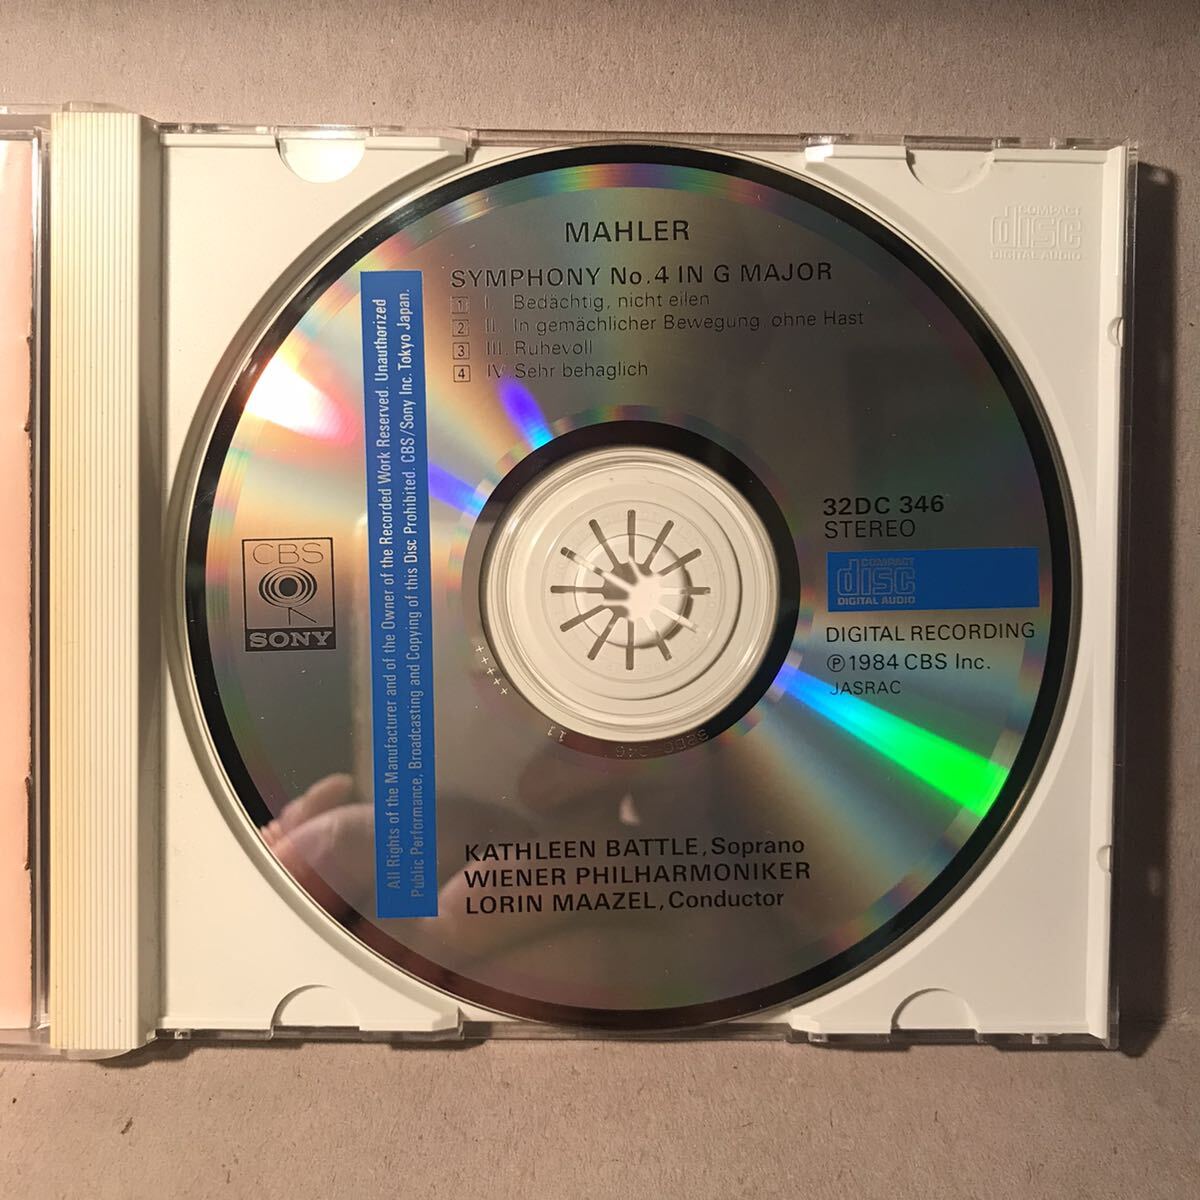 MAHLER
SYMPHONY No.4 IN G MAJOR
1 I. Bedächtig, nicht eilen
2 II. In gemächlicher Bewegung, ohne Hast
3 III. Ruhevoll
4 IV. Sehr behaglich
All Rights of the Manufacturer and of the Owner of the Recorded Work Reserved. Unauthorized
Public Performance, Broadcasting and Copying of this Disc Prohibited. CBS/Sony Inc. Tokyo Japan.
CBS
SONY
32DC 346
STEREO
COMPACT
disc
DIGITAL AUDIO
DIGITAL RECORDING
Ⓟ1984 CBS Inc.
JASRAC
KATHLEEN BATTLE, Soprano
WIENER PHILHARMONIKER
LORIN MAAZEL, Conductor
COMPACT
disc
DIGITAL AUDIO
32DC-346 11 +++++